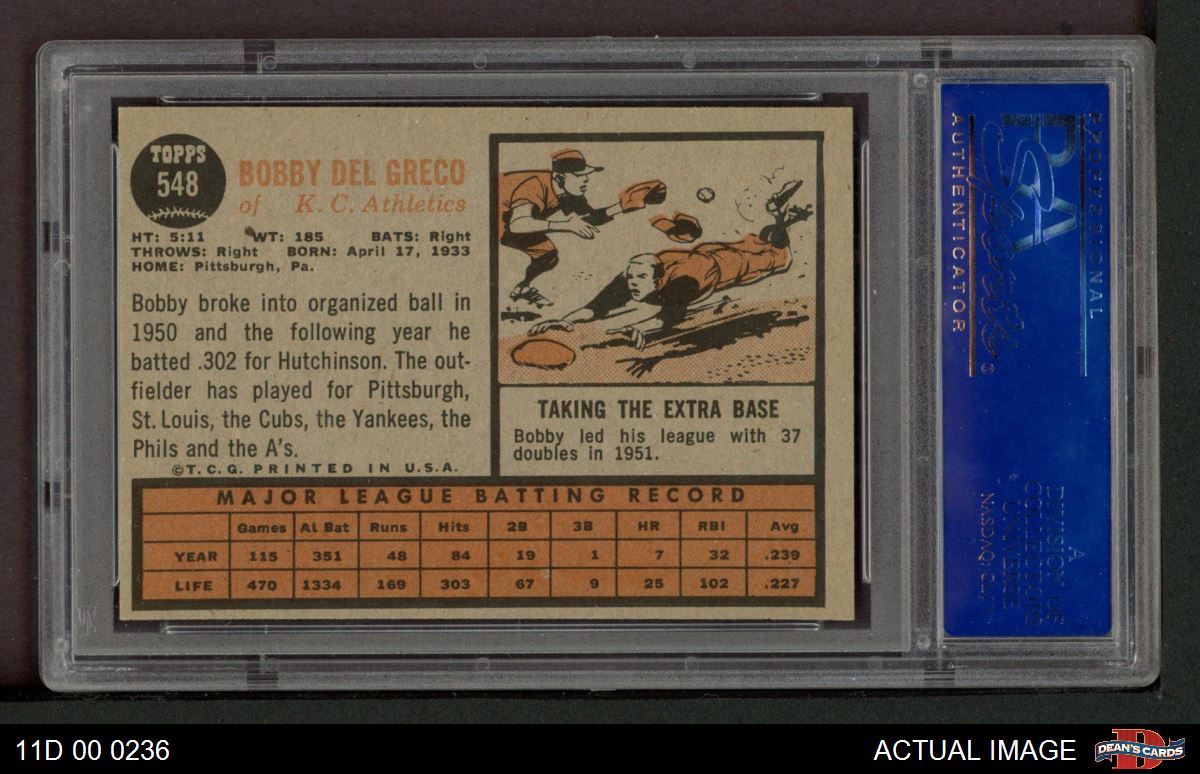 TOPPS
548
BOBBY DEL GRECO
of K. C. Athletics
HT: 5:11 WT: 185 BATS: Right
THROWS: Right BORN: April 17, 1933
HOME: Pittsburgh, Pa.
Bobby broke into organized ball in
1950 and the following year he
batted .302 for Hutchinson. The out-
fielder has played for Pittsburgh,
St. Louis, the Cubs, the Yankees, the
Phils and the A's.
©T.C.G. PRINTED IN U.S.A.
TAKING THE EXTRA BASE
Bobby led his league with 37
doubles in 1951.
MAJOR LEAGUE BATTING RECORD
Games At Bat Runs Hits 2B 3B HR RBI Avg
YEAR 115 351 48 84 19 1 7 32 .239
LIFE 470 1334 169 303 67 9 25 102 .227
PROFESSIONAL
PSA
Sports
AUTHENTICATOR
®
A
DIVISION OF
COLLECTORS
UNIVERSE
11D 00 0236
ACTUAL IMAGE
D
DEAN'S CARDS